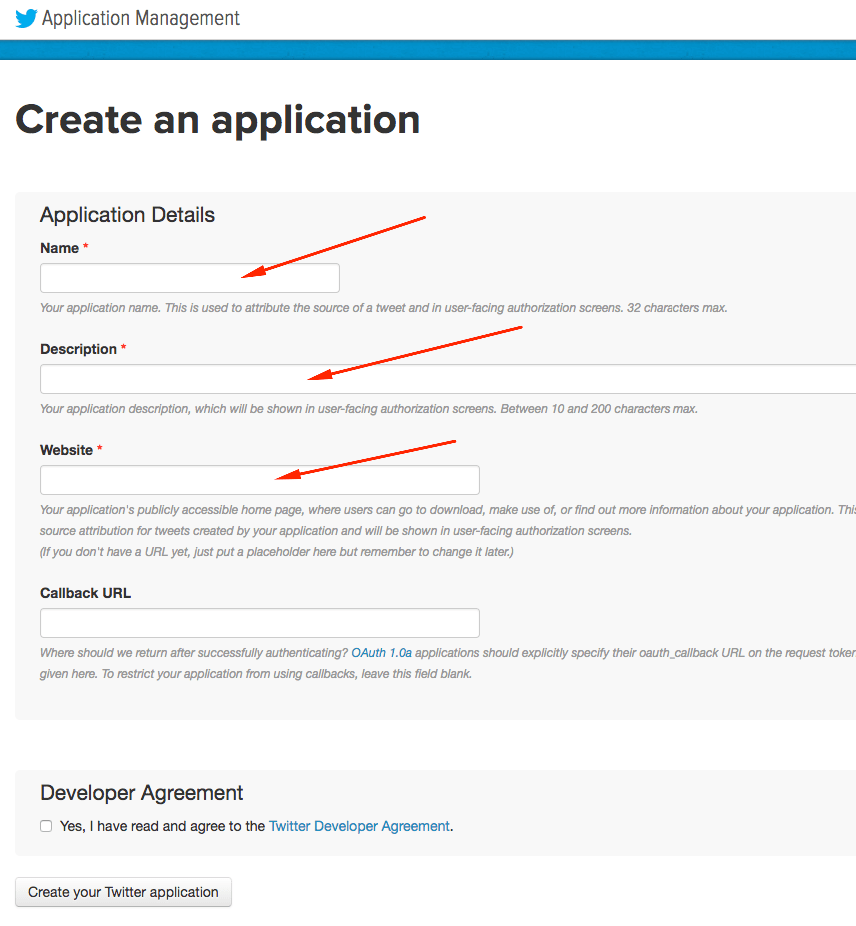 Application Management
Create an application
Application Details
Name *
Your application name. This is used to attribute the source of a tweet and in user-facing authorization screens. 32 characters max.
Description *
Your application description, which will be shown in user-facing authorization screens. Between 10 and 200 characters max.
Website *
Your application's publicly accessible home page, where users can go to download, make use of, or find out more information about your application. This
source attribution for tweets created by your application and will be shown in user-facing authorization screens.
(If you don't have a URL yet, just put a placeholder here but remember to change it later.)
Callback URL
Where should we return after successfully authenticating? OAuth 1.0a applications should explicitly specify their oauth_callback URL on the request token
given here. To restrict your application from using callbacks, leave this field blank.
Developer Agreement
Yes, I have read and agree to the Twitter Developer Agreement.
Create your Twitter application